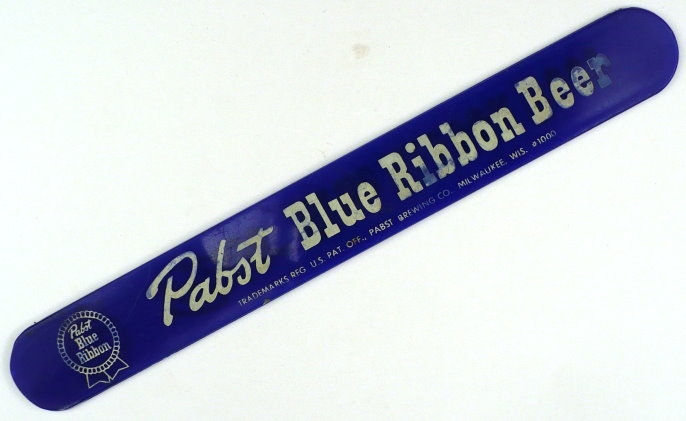 Pabst Blue Ribbon Beer
TRADEMARKS REG. U.S. PAT. OFF., PABST BREWING CO., MILWAUKEE, WIS. #1000
Pabst
Blue
Ribbon